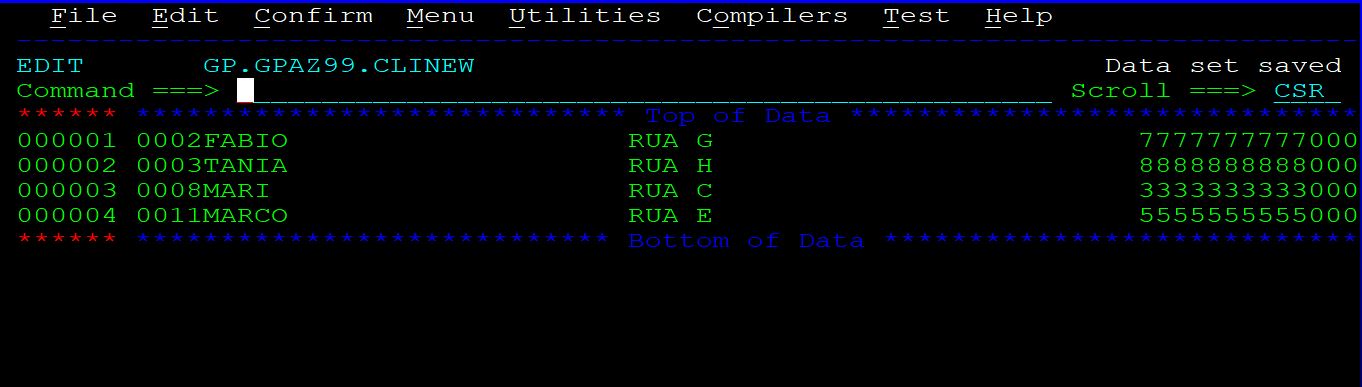 File  Edit  Confirm  Menu  Utilities  Compilers  Test  Help
--------------------------------------------------------------------------------
EDIT       GP.GPAZ99.CLINEW                                     Data set saved
Command ===>                                                  Scroll ===> CSR
****** ***************************** Top of Data ******************************
000001 0002FABIO                    RUA G                         7777777777000
000002 0003TANIA                    RUA H                         8888888888000
000003 0008MARI                     RUA C                         3333333333000
000004 0011MARCO                    RUA E                         5555555555000
****** **************************** Bottom of Data ****************************